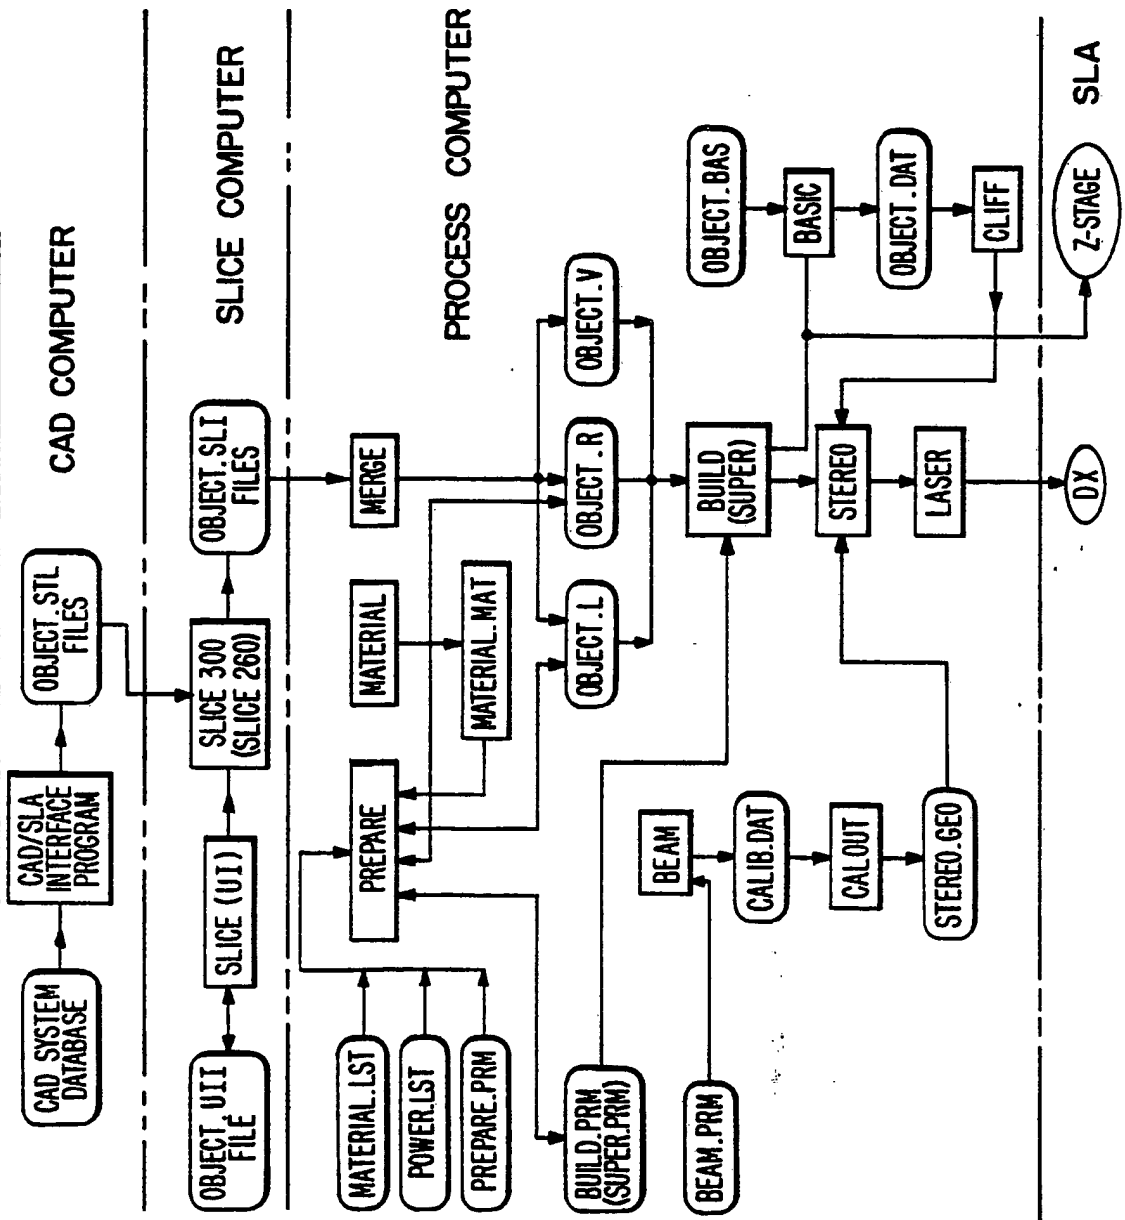 CAD COMPUTER
CAD SYSTEM
DATABASE
CAD/SLA
INTERFACE
PROGRAM
OBJECT.STL
FILES
SLICE COMPUTER
OBJECT.UII
FILE
SLICE (UI)
SLICE 300
(SLICE 260)
OBJECT.SLI
FILES
PROCESS COMPUTER
MATERIAL.LST
POWER.LST
PREPARE.PRM
PREPARE
MATERIAL
MATERIAL.MAT
MERGE
OBJECT.L
OBJECT.R
OBJECT.V
BUILD.PRM
(SUPER.PRM)
BUILD
(SUPER)
OBJECT.BAS
BASIC
OBJECT.DAT
CLIFF
BEAM.PRM
BEAM
CALIB.DAT
CALOUT
STEREO.GEO
STEREO
LASER
SLA
DX
Z-STAGE